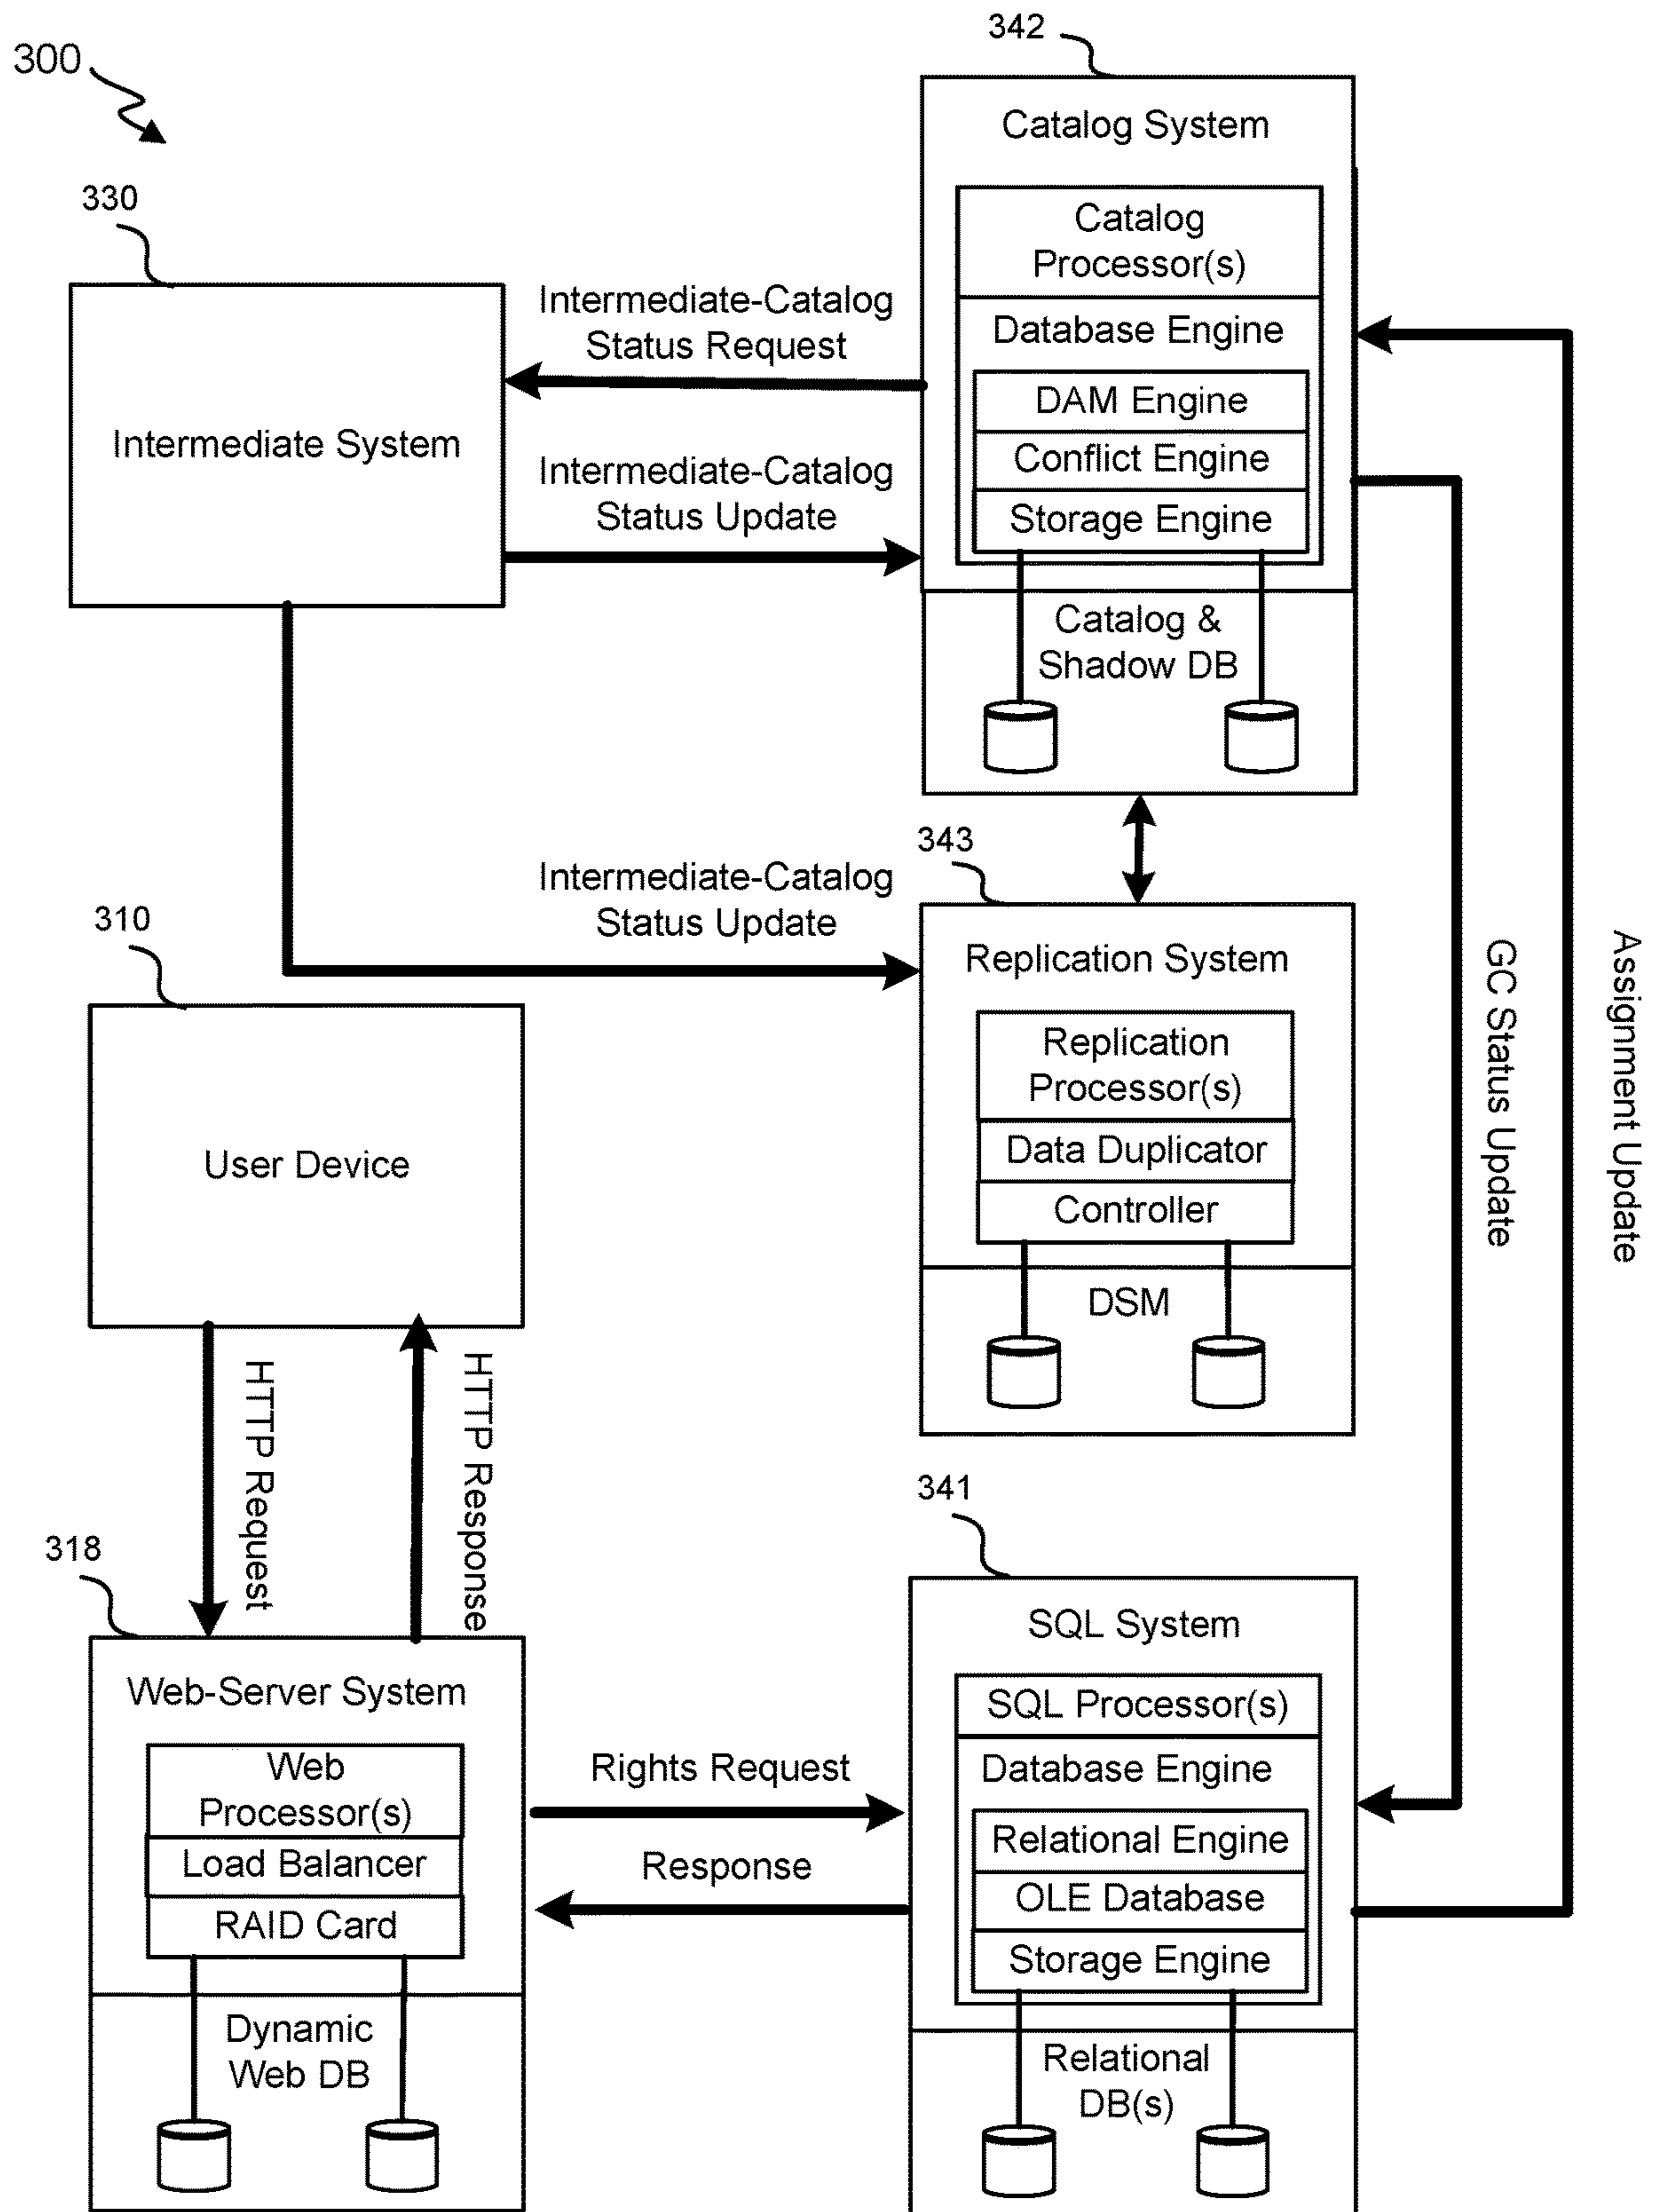 300
342
Catalog System
Catalog
Processor(s)
Database Engine
DAM Engine
Conflict Engine
Storage Engine
Catalog &
Shadow DB
330
Intermediate System
Intermediate-Catalog
Status Request
Intermediate-Catalog
Status Update
Intermediate-Catalog
Status Update
343
Replication System
Replication
Processor(s)
Data Duplicator
Controller
DSM
GC Status Update
Assignment Update
310
User Device
HTTP Request
HTTP Response
318
Web-Server System
Web
Processor(s)
Load Balancer
RAID Card
Dynamic
Web DB
Rights Request
Response
341
SQL System
SQL Processor(s)
Database Engine
Relational Engine
OLE Database
Storage Engine
Relational
DB(s)